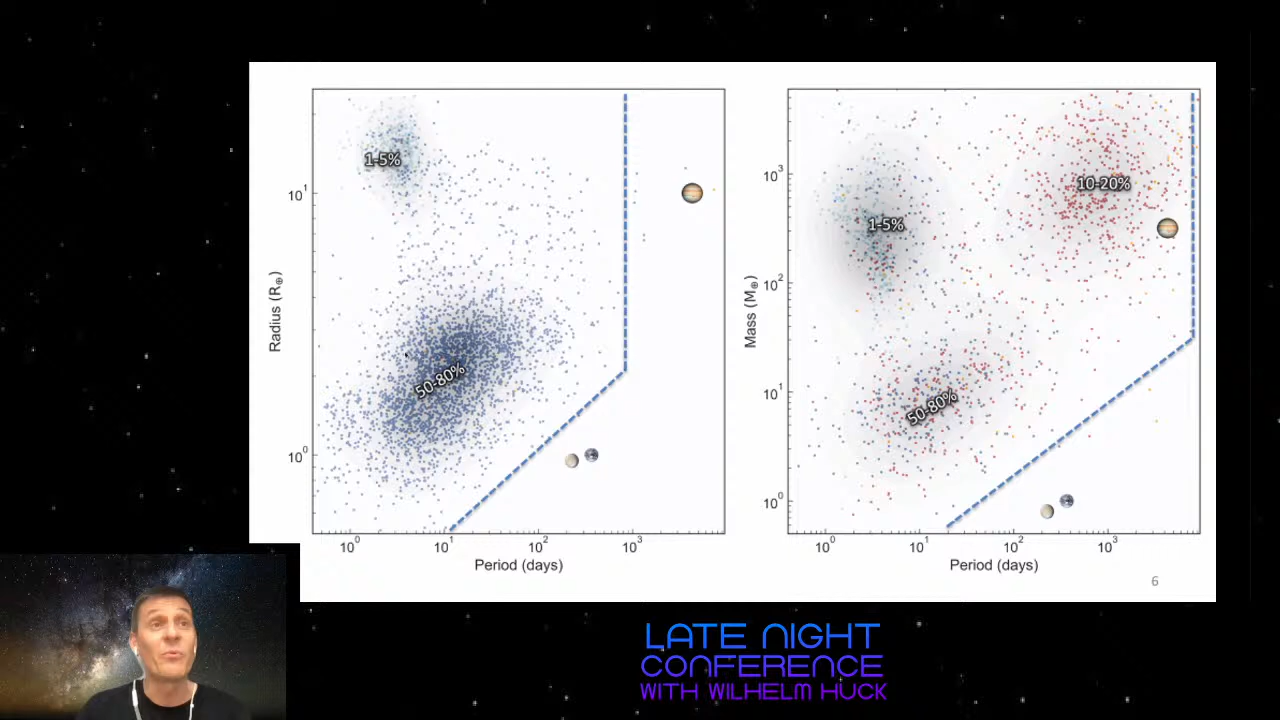 1-5%
50-80%
10¹
10⁰
Radius (R⊕)
10⁰ 10¹ 10² 10³
Period (days)
1-5%
10-20%
50-80%
10³
10²
10¹
10⁰
Mass (M⊕)
10⁰ 10¹ 10² 10³
Period (days)
6
LATE NIGHT
CONFERENCE
WITH WILHELM HUCK